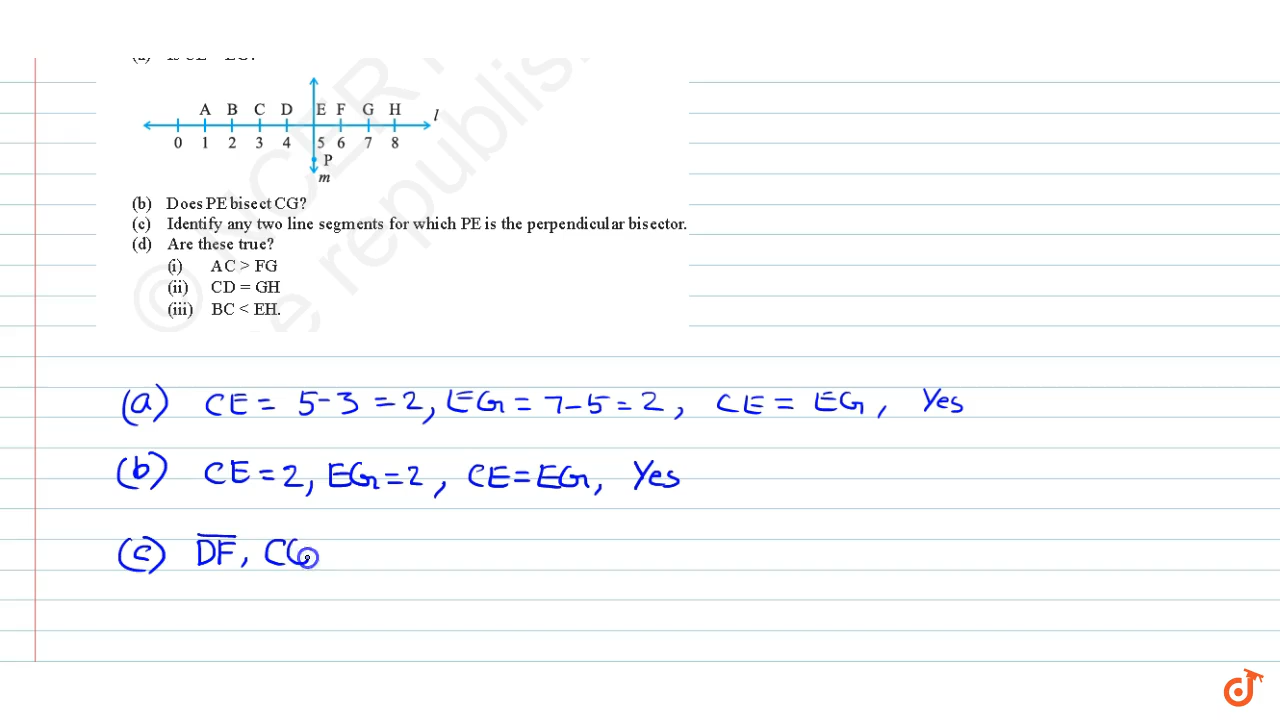 A B C D E F G H l
0 1 2 3 4 5 6 7 8
P
m
(b) Does PE bisect CG?
(c) Identify any two line segments for which PE is the perpendicular bisector.
(d) Are these true?
(i) AC > FG
(ii) CD = GH
(iii) BC < EH.
(a) CE = 5-3 = 2, EG = 7-5 = 2, CE = EG, Yes
(b) CE = 2, EG = 2, CE = EG, Yes
(c) D̅F̅, CG